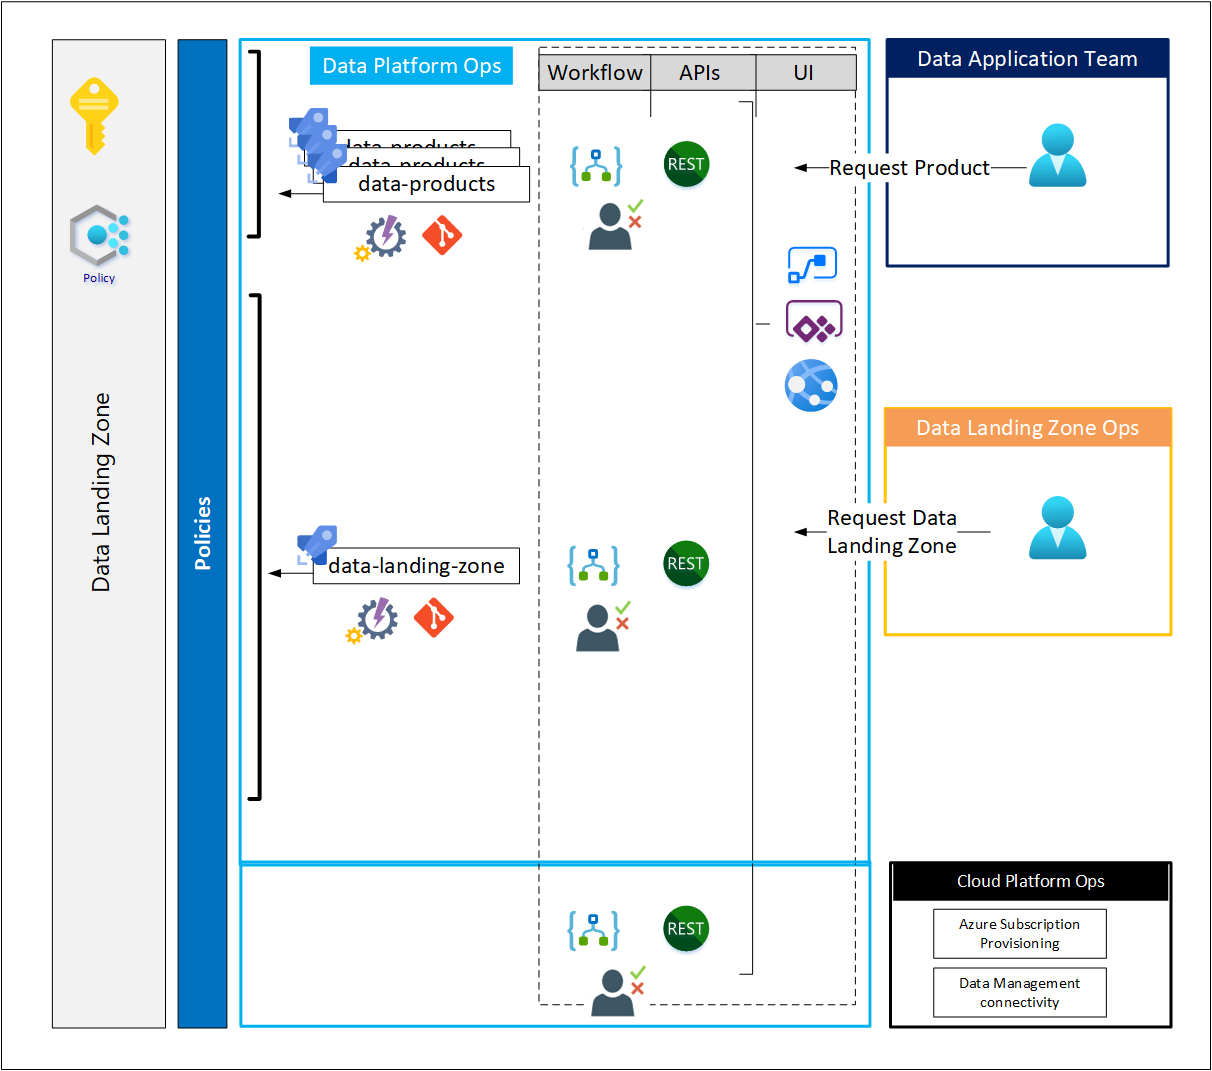 Data Platform Ops
Workflow
APIs
UI
Data Application Team
data-products
data-products
data-products
REST
Request Product
Policy
Data Landing Zone
Policies
Data Landing Zone Ops
Request Data
Landing Zone
data-landing-zone
REST
Cloud Platform Ops
Azure Subscription
Provisioning
Data Management
connectivity
REST